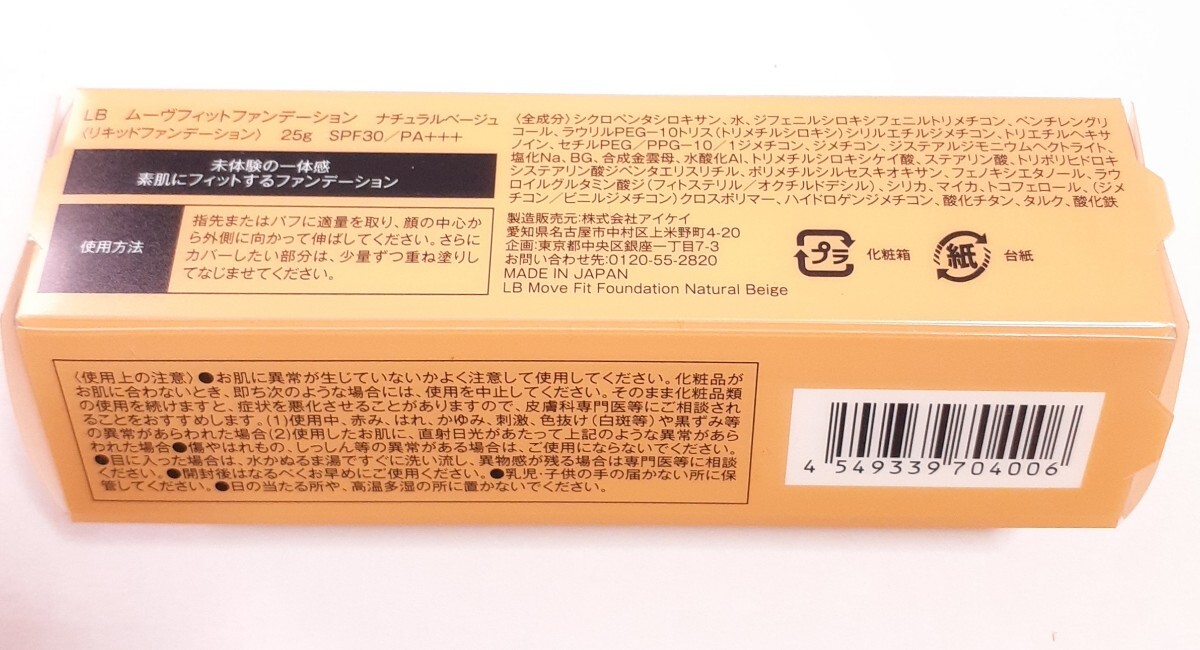 LB ムーヴフィットファンデーション ナチュラルベージュ
〈リキッドファンデーション〉 25g SPF30/PA+++
未体験の一体感
素肌にフィットするファンデーション
使用方法
指先またはパフに適量を取り、顔の中心か
ら外側に向かって伸ばしてください。さらに
カバーしたい部分は、少量ずつ重ね塗りし
てなじませてください。
〈全成分〉シクロペンタシロキサン、水、ジフェニルシロキシフェニルトリメチコン、ペンチレングリ
コール、ラウリルPEG-10トリス(トリメチルシロキシ)シリルエチルジメチコン、トリエチルヘキサ
ノイン、セチルPEG/PPG-10/1ジメチコン、ジメチコン、ジステアルジモニウムヘクトライト、
塩化Na、BG、合成金雲母、水酸化Al、トリメチルシロキシケイ酸、ステアリン酸、トリポリヒドロキ
システアリン酸ジペンタエリスリチル、ポリメチルシルセスキオキサン、フェノキシエタノール、ラウ
ロイルグルタミン酸ジ(フィトステリル/オクチルドデシル)、シリカ、マイカ、トコフェロール、(ジメ
チコン/ビニルジメチコン)クロスポリマー、ハイドロゲンジメチコン、酸化チタン、タルク、酸化鉄
製造販売元:株式会社アイケイ
愛知県名古屋市中村区上米野町4-20
企画:東京都中央区銀座一丁目7-3
お問い合わせ先:0120-55-2820
MADE IN JAPAN
LB Move Fit Foundation Natural Beige
プラ 化粧箱 紙 台紙
〈使用上の注意〉●お肌に異常が生じていないかよく注意して使用してください。化粧品が
お肌に合わないとき、即ち次のような場合には、使用を中止してください。そのまま化粧品類
の使用を続けますと、症状を悪化させることがありますので、皮膚科専門医等にご相談され
ることをおすすめします。(1)使用中、赤み、はれ、かゆみ、刺激、色抜け(白斑等)や黒ずみ等
の異常があらわれた場合(2)使用したお肌に、直射日光があたって上記のような異常があら
われた場合●傷やはれもの、しっしん等の異常がある場合は、ご使用にならないでください。
●目に入った場合は、水かぬるま湯ですぐに洗い流し、異物感が残る場合は専門医等に相談
ください。●開封後はなるべくお早めにご使用ください。●乳児・子供の手の届かない所に保
管してください。●日の当たる所や、高温多湿の所に置かないでください。
4 549339 704006